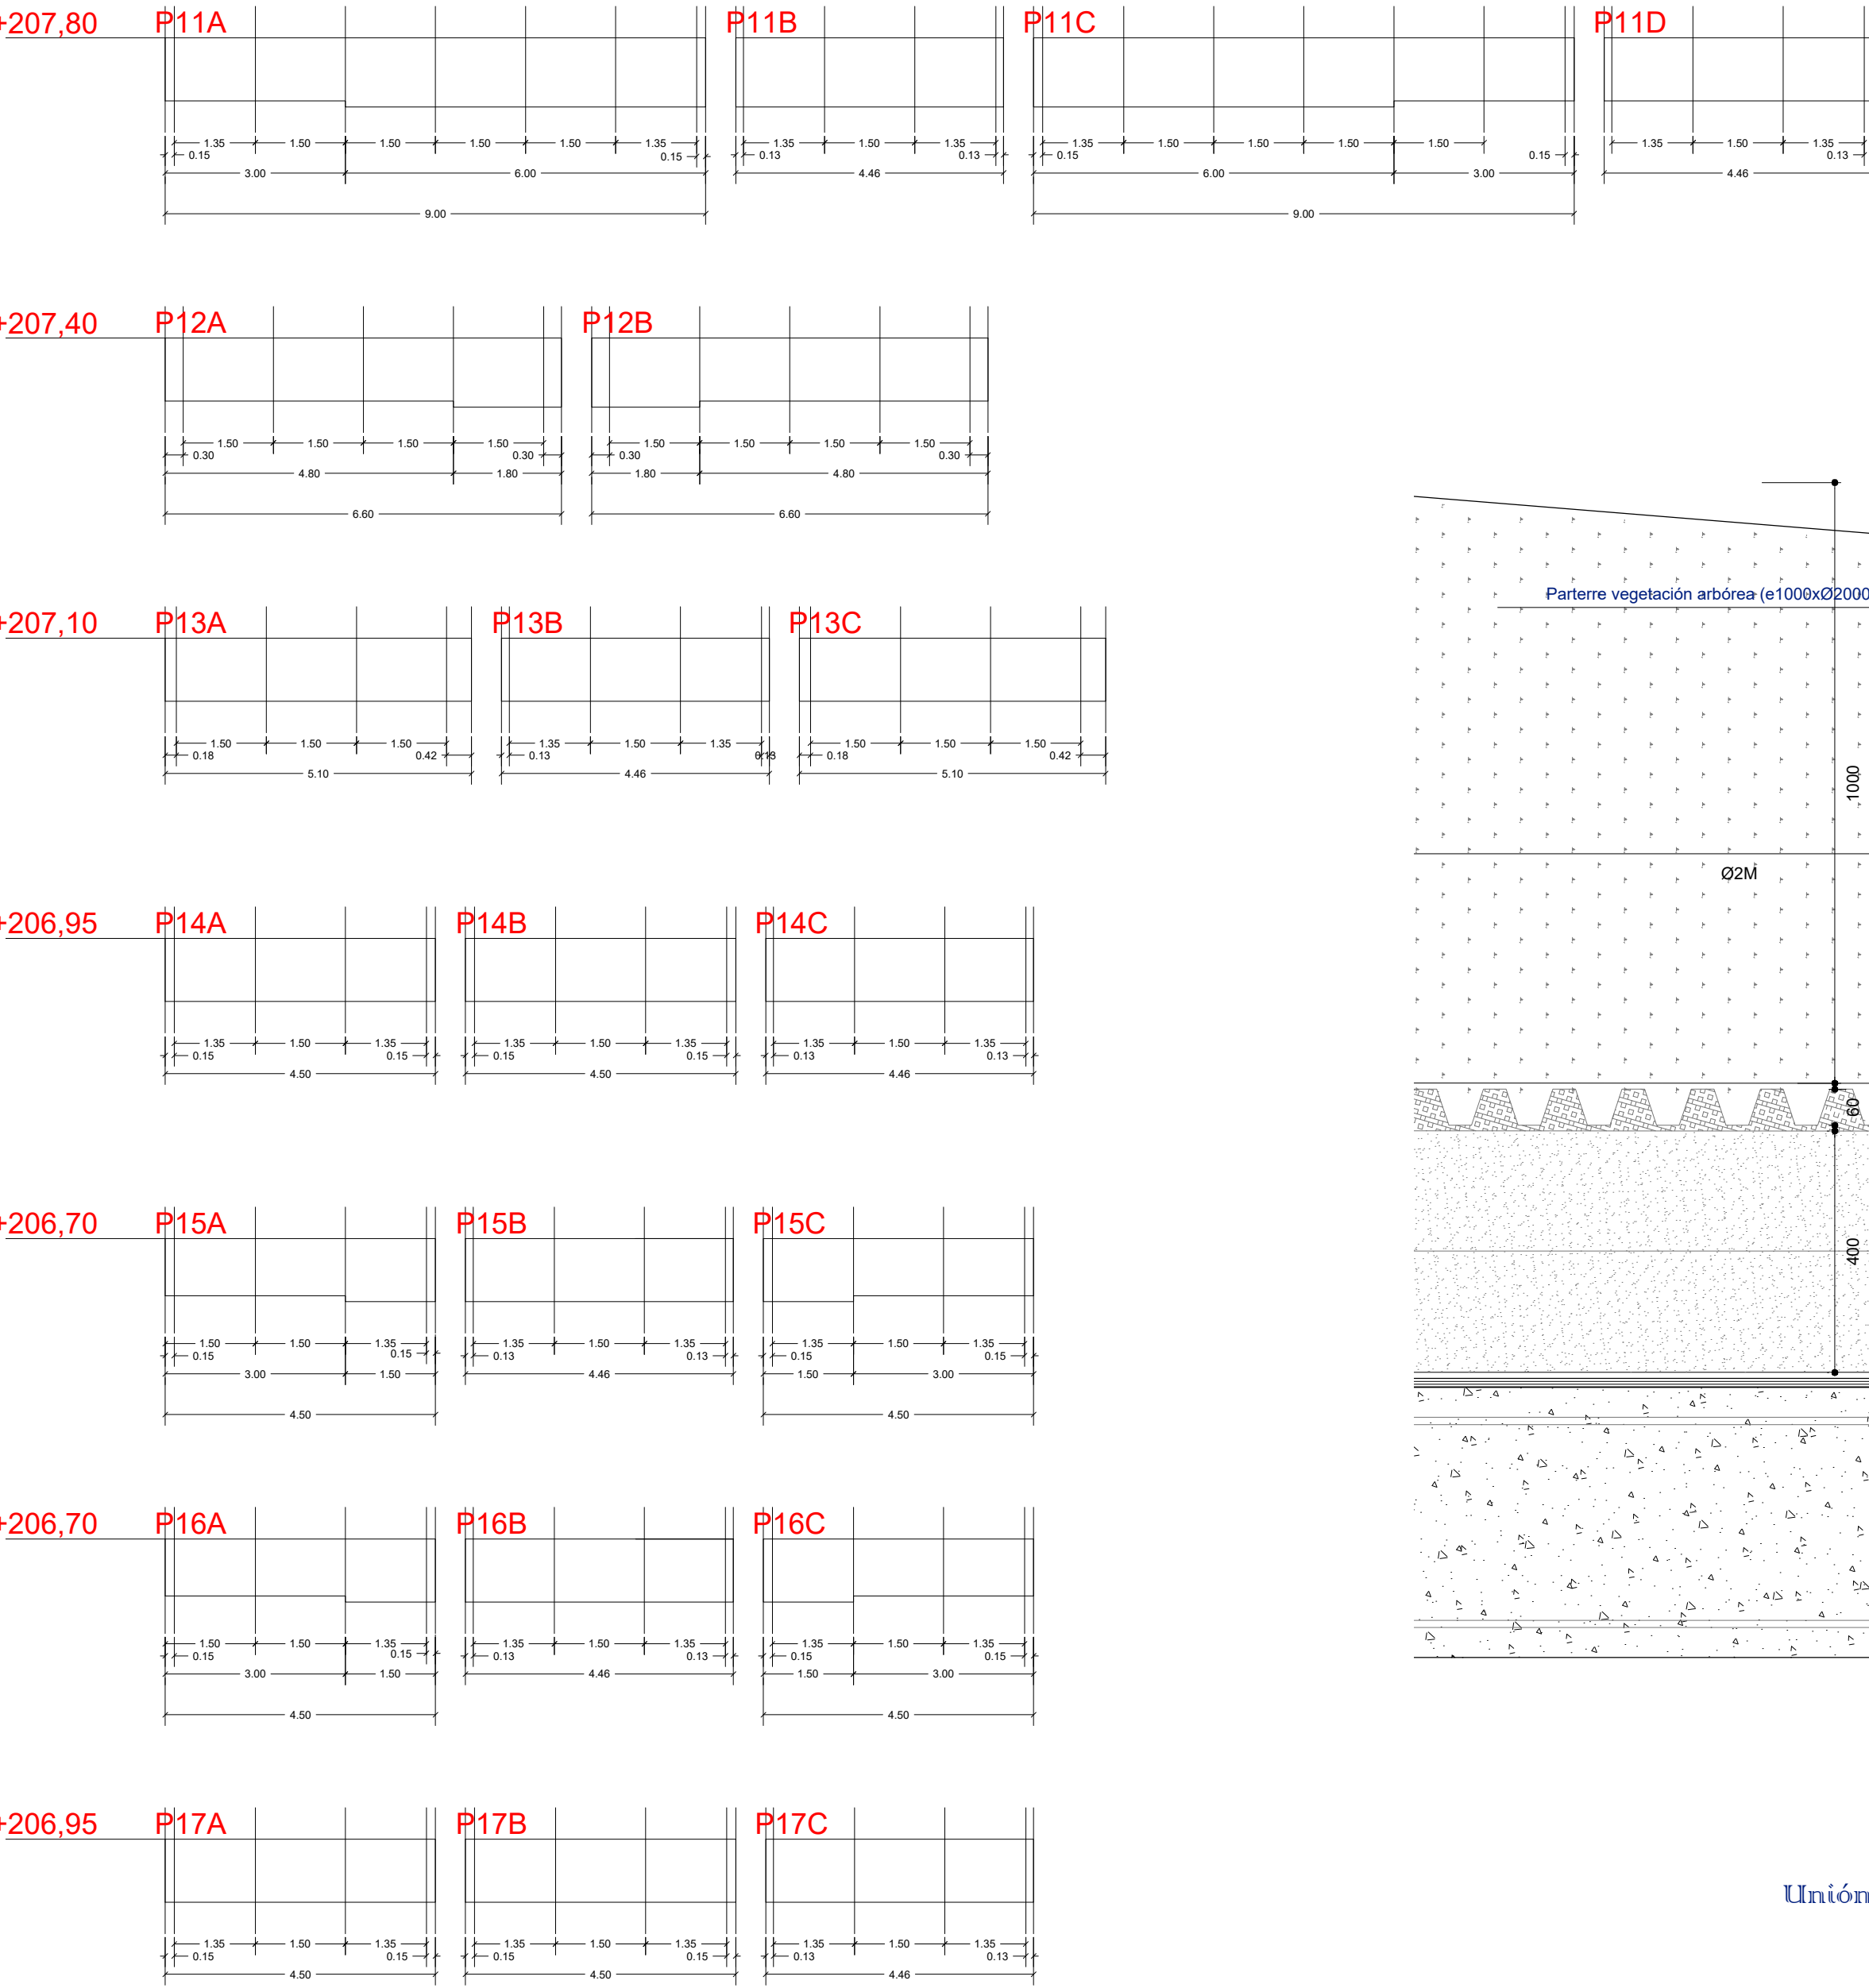 +207,80 P11A P11B P11C P11D
1.35 1.50 1.50 1.50 1.50 1.35 1.35 1.50 1.35 1.35 1.50 1.50 1.50 1.50 1.35 1.50 1.35
0.15 0.15 0.13 0.13 0.15 0.15 0.13
3.00 6.00 4.46 6.00 3.00 4.46
9.00 9.00
+207,40 P12A P12B
1.50 1.50 1.50 1.50 1.50 1.50 1.50 1.50
0.30 0.30 0.30 0.30
4.80 1.80 1.80 4.80
6.60 6.60
+207,10 P13A P13B P13C
1.50 1.50 1.50 1.35 1.50 1.35 1.50 1.50 1.50
0.18 0.42 0.13 0.13 0.18 0.42
5.10 4.46 5.10
+206,95 P14A P14B P14C
1.35 1.50 1.35 1.35 1.50 1.35 1.35 1.50 1.35
0.15 0.15 0.15 0.15 0.13 0.13
4.50 4.50 4.46
+206,70 P15A P15B P15C
1.50 1.50 1.35 1.35 1.50 1.35 1.35 1.50 1.35
0.15 0.15 0.13 0.13 0.15 0.15
3.00 1.50 4.46 1.50 3.00
4.50 4.50
+206,70 P16A P16B P16C
1.50 1.50 1.35 1.35 1.50 1.35 1.35 1.50 1.35
0.15 0.15 0.13 0.13 0.15 0.15
3.00 1.50 4.46 1.50 3.00
4.50 4.50
+206,95 P17A P17B P17C
1.35 1.50 1.35 1.35 1.50 1.35 1.35 1.50 1.35
0.15 0.15 0.15 0.15 0.13 0.13
4.50 4.50 4.46
Parterre vegetación arbórea (e1000xØ2000
1000
Ø2M
60
400
Unión